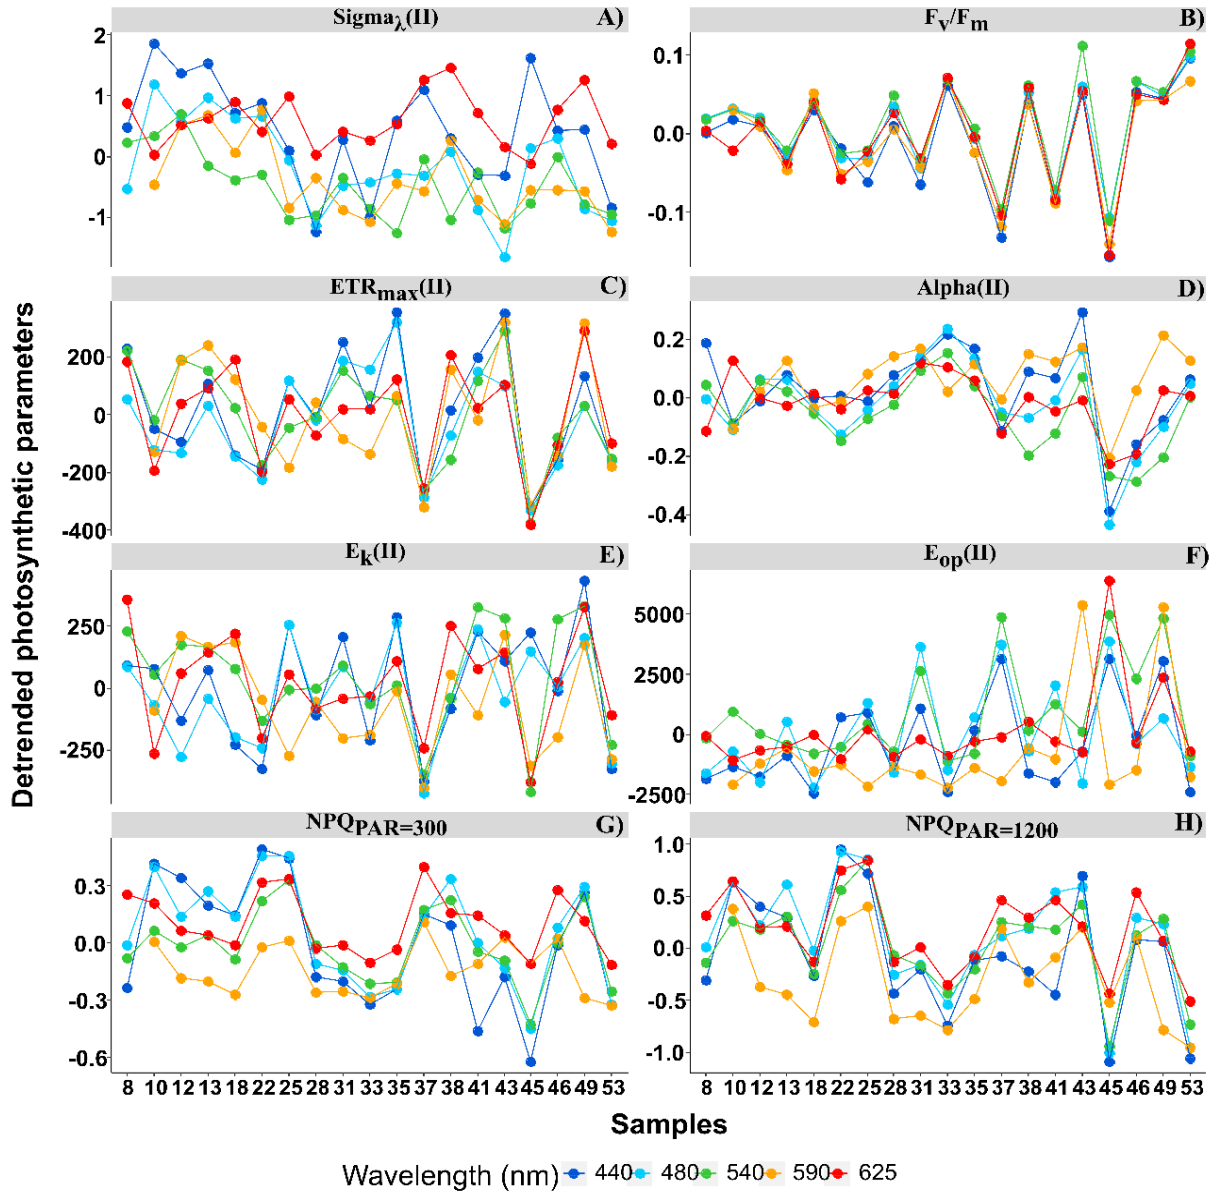 Sigmaλ(II) A)
Fv/Fm B)
2
1
0
-1
0.1
0.0
-0.1
ETRmax(II) C)
Alpha(II) D)
200
0
-200
-400
0.2
0.0
-0.2
-0.4
Ek(II) E)
Eop(II) F)
250
0
-250
5000
2500
0
-2500
NPQPAR=300 G)
NPQPAR=1200 H)
0.3
0.0
-0.3
-0.6
1.0
0.5
0.0
-0.5
-1.0
8 10 12 13 18 22 25 28 31 33 35 37 38 41 43 45 46 49 53
8 10 12 13 18 22 25 28 31 33 35 37 38 41 43 45 46 49 53
Detrended photosynthetic parameters
Samples
Wavelength (nm) 440 480 540 590 625